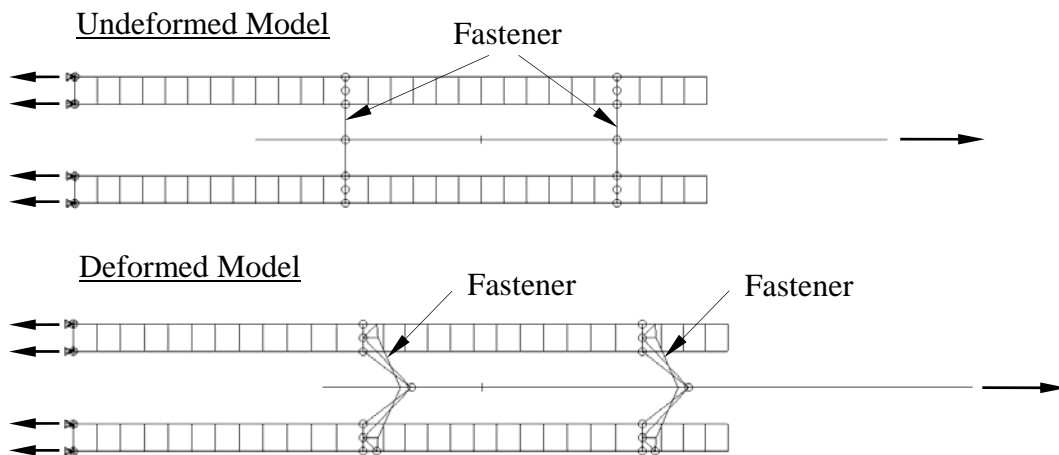 Undeformed Model
Fastener
Deformed Model
Fastener
Fastener